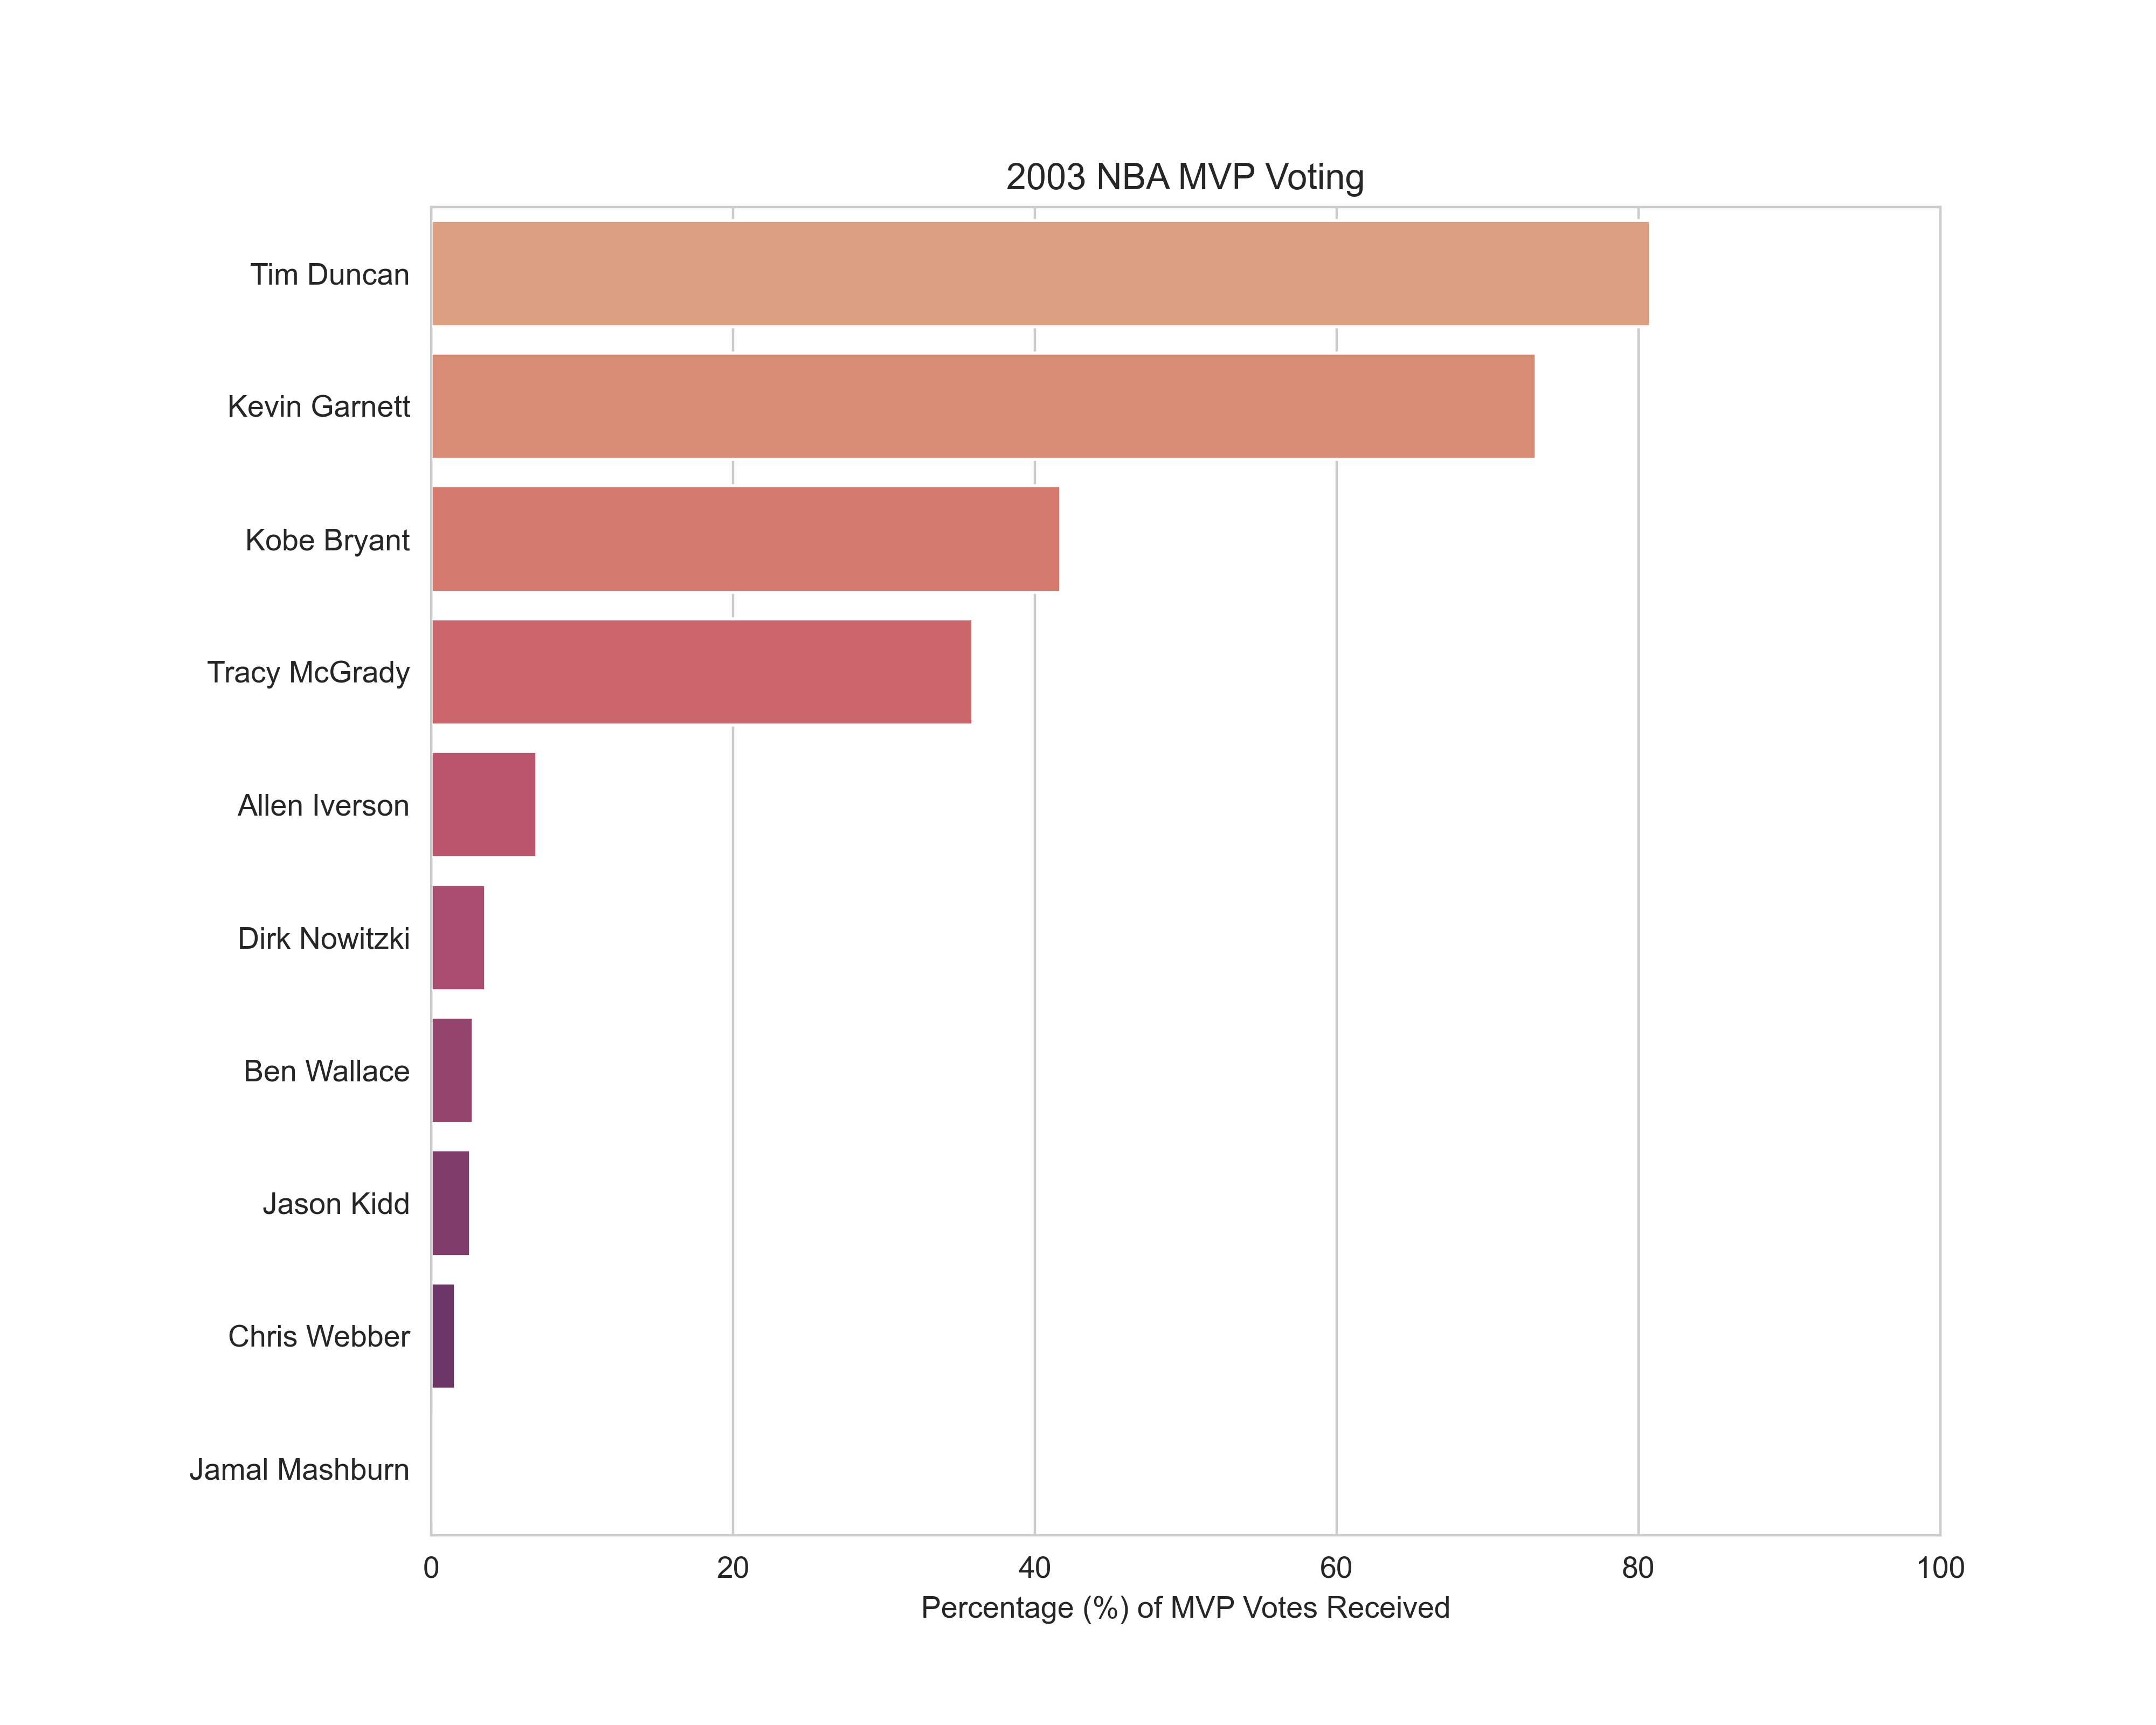 2003 NBA MVP Voting
Tim Duncan
Kevin Garnett
Kobe Bryant
Tracy McGrady
Allen Iverson
Dirk Nowitzki
Ben Wallace
Jason Kidd
Chris Webber
Jamal Mashburn
0 20 40 60 80 100
Percentage (%) of MVP Votes Received